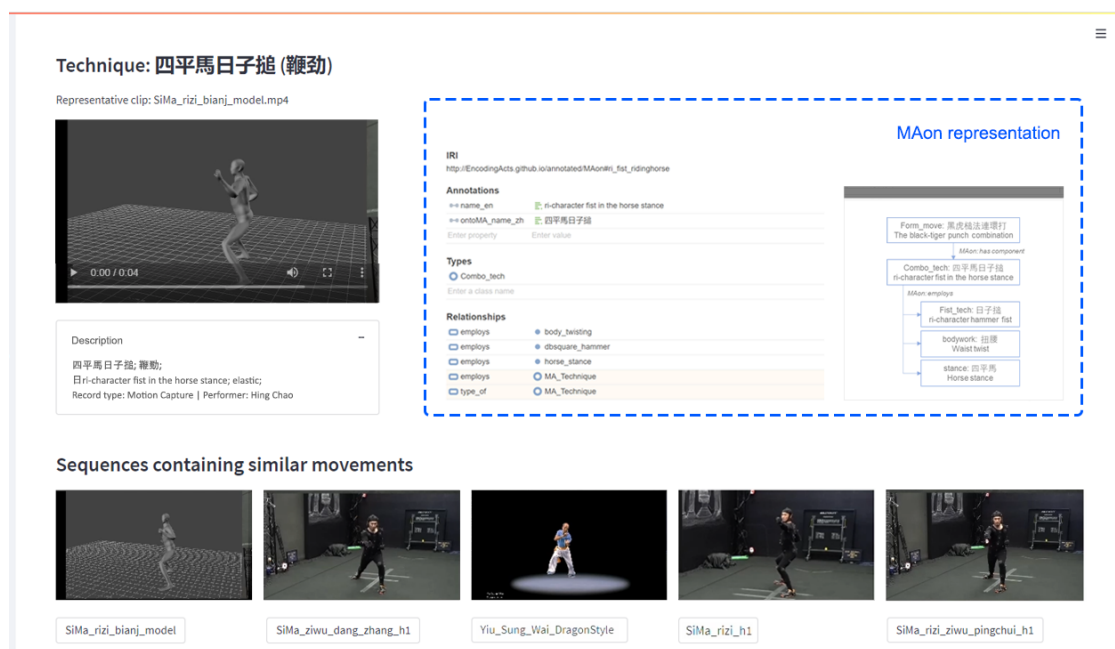 Technique: 四平馬日子搥 (鞭劲)
Representative clip: SiMa_rizi_bianj_model.mp4
0:00 / 0:04
Description
四平馬日子搥; 鞭勁;
日ri-character fist in the horse stance; elastic;
Record type: Motion Capture | Performer: Hing Chao
MAon representation
IRI
http://EncodingActs.github.io/annotated/MAon#ri_fist_ridinghorse
Annotations
name_en ri-character fist in the horse stance
ontoMA_name_zh 四平馬日子搥
Enter property Enter value
Types
Combo_tech
Enter a class name
Relationships
employs body_twisting
employs dbsquare_hammer
employs horse_stance
employs MA_Technique
type_of MA_Technique
Form_move: 黑虎槌法連環打
The black-tiger punch combination
MAon: has component
Combo_tech: 四平馬日子搥
ri-character fist in the horse stance
MAon: employs
Fist_tech: 日子搥
ri-character hammer fist
bodywork: 扭腰
Waist twist
stance: 四平馬
Horse stance
Sequences containing similar movements
SiMa_rizi_bianj_model
SiMa_ziwu_dang_zhang_h1
Yiu_Sung_Wai_DragonStyle
SiMa_rizi_h1
SiMa_rizi_ziwu_pingchui_h1